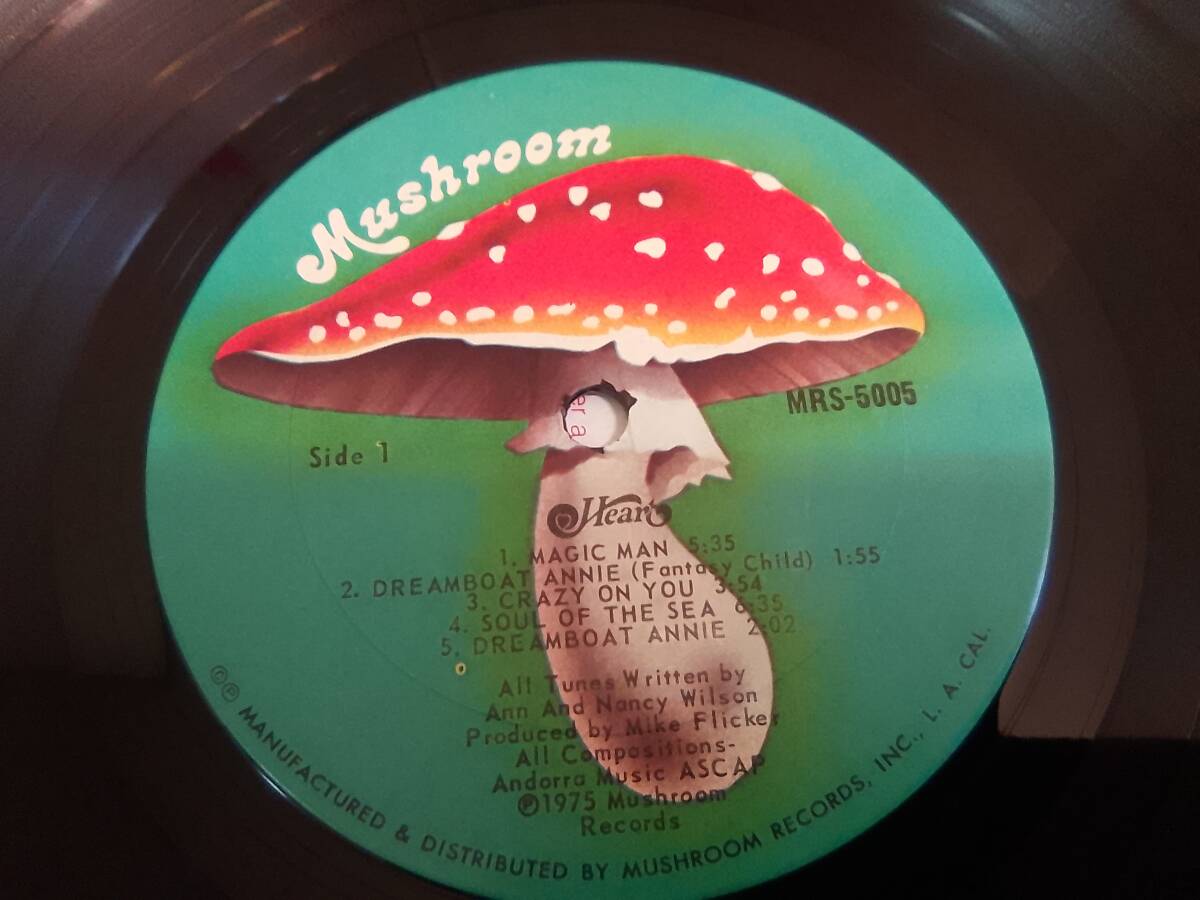 Mushroom
er a
MRS-5005
Side 1
Heart
1. MAGIC MAN 5:35
2. DREAMBOAT ANNIE (Fantasy Child) 1:55
3. CRAZY ON YOU 3:54
4. SOUL OF THE SEA 6:35
5. DREAMBOAT ANNIE 2:02
All Tunes Written by
Ann And Nancy Wilson
Produced by Mike Flicker
All Compositions-
Andorra Music ASCAP
℗1975 Mushroom
Records
©℗ MANUFACTURED & DISTRIBUTED BY MUSHROOM RECORDS, INC., L. A. CAL.